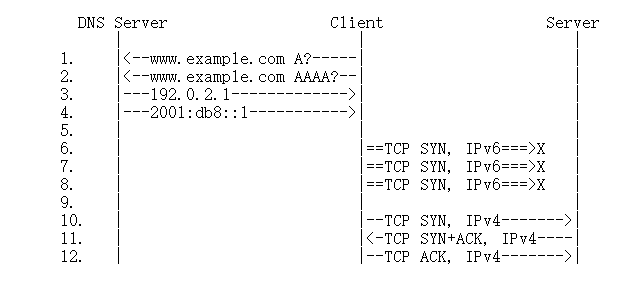 DNS Server                  Client                  Server
      |                          |                       |
1.    |<--www.example.com A?-----|                       |
2.    |<--www.example.com AAAA?--|                       |
3.    |---192.0.2.1------------->|                       |
4.    |---2001:db8::1----------->|                       |
5.    |                          |                       |
6.    |                          |==TCP SYN, IPv6===>X   |
7.    |                          |==TCP SYN, IPv6===>X   |
8.    |                          |==TCP SYN, IPv6===>X   |
9.    |                          |                       |
10.   |                          |--TCP SYN, IPv4------->|
11.   |                          |<-TCP SYN+ACK, IPv4----|
12.   |                          |--TCP ACK, IPv4------->|